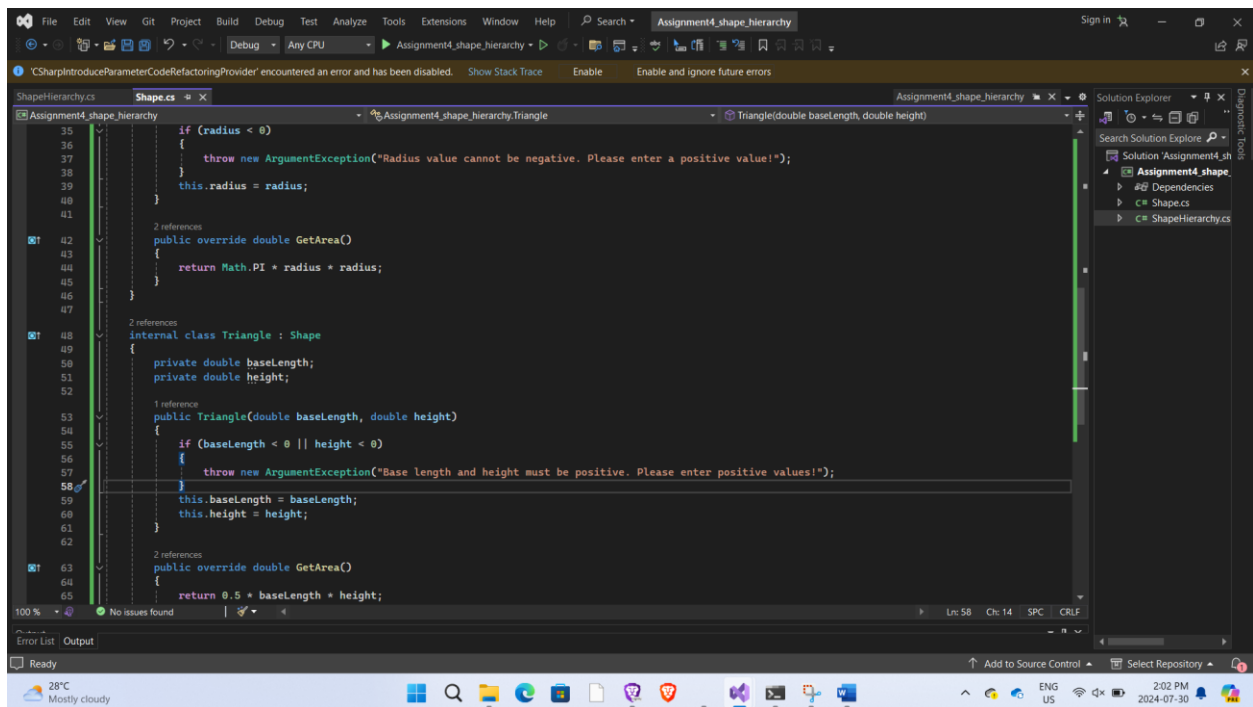 File Edit View Git Project Build Debug Test Analyze Tools Extensions Window Help Search Assignment4_shape_hierarchy Sign in
Debug Any CPU Assignment4_shape_hierarchy
'CSharpIntroduceParameterCodeRefactoringProvider' encountered an error and has been disabled. Show Stack Trace Enable Enable and ignore future errors
ShapeHierarchy.cs Shape.cs Assignment4_shape_hierarchy
Assignment4_shape_hierarchy Assignment4_shape_hierarchy.Triangle Triangle(double baseLength, double height)
35 if (radius < 0)
36 {
37 throw new ArgumentException("Radius value cannot be negative. Please enter a positive value!");
38 }
39 this.radius = radius;
40 }
41
2 references
42 public override double GetArea()
43 {
44 return Math.PI * radius * radius;
45 }
46 }
47
2 references
48 internal class Triangle : Shape
49 {
50 private double baseLength;
51 private double height;
52
1 reference
53 public Triangle(double baseLength, double height)
54 {
55 if (baseLength < 0 || height < 0)
56 {
57 throw new ArgumentException("Base length and height must be positive. Please enter positive values!");
58 }
59 this.baseLength = baseLength;
60 this.height = height;
61 }
62
2 references
63 public override double GetArea()
64 {
65 return 0.5 * baseLength * height;
100 % No issues found Ln: 58 Ch: 14 SPC CRLF
Solution Explorer
Search Solution Explore
Solution 'Assignment4_sh
Assignment4_shape_
Dependencies
C# Shape.cs
C# ShapeHierarchy.cs
Diagnostic Tools
Error List Output
Ready Add to Source Control Select Repository
28°C
Mostly cloudy
ENG
US
2:02 PM
2024-07-30